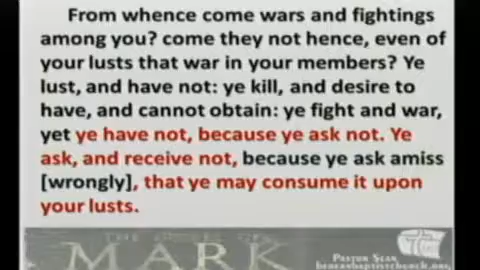 From whence come wars and fightings
among you? come they not hence, even of
your lusts that war in your members? Ye
lust, and have not: ye kill, and desire to
have, and cannot obtain: ye fight and war,
yet ye have not, because ye ask not. Ye
ask, and receive not, because ye ask amiss
[wrongly], that ye may consume it upon
your lusts.
THE
MARK
PASTOR SEAN
bereanbaptistchurch.org